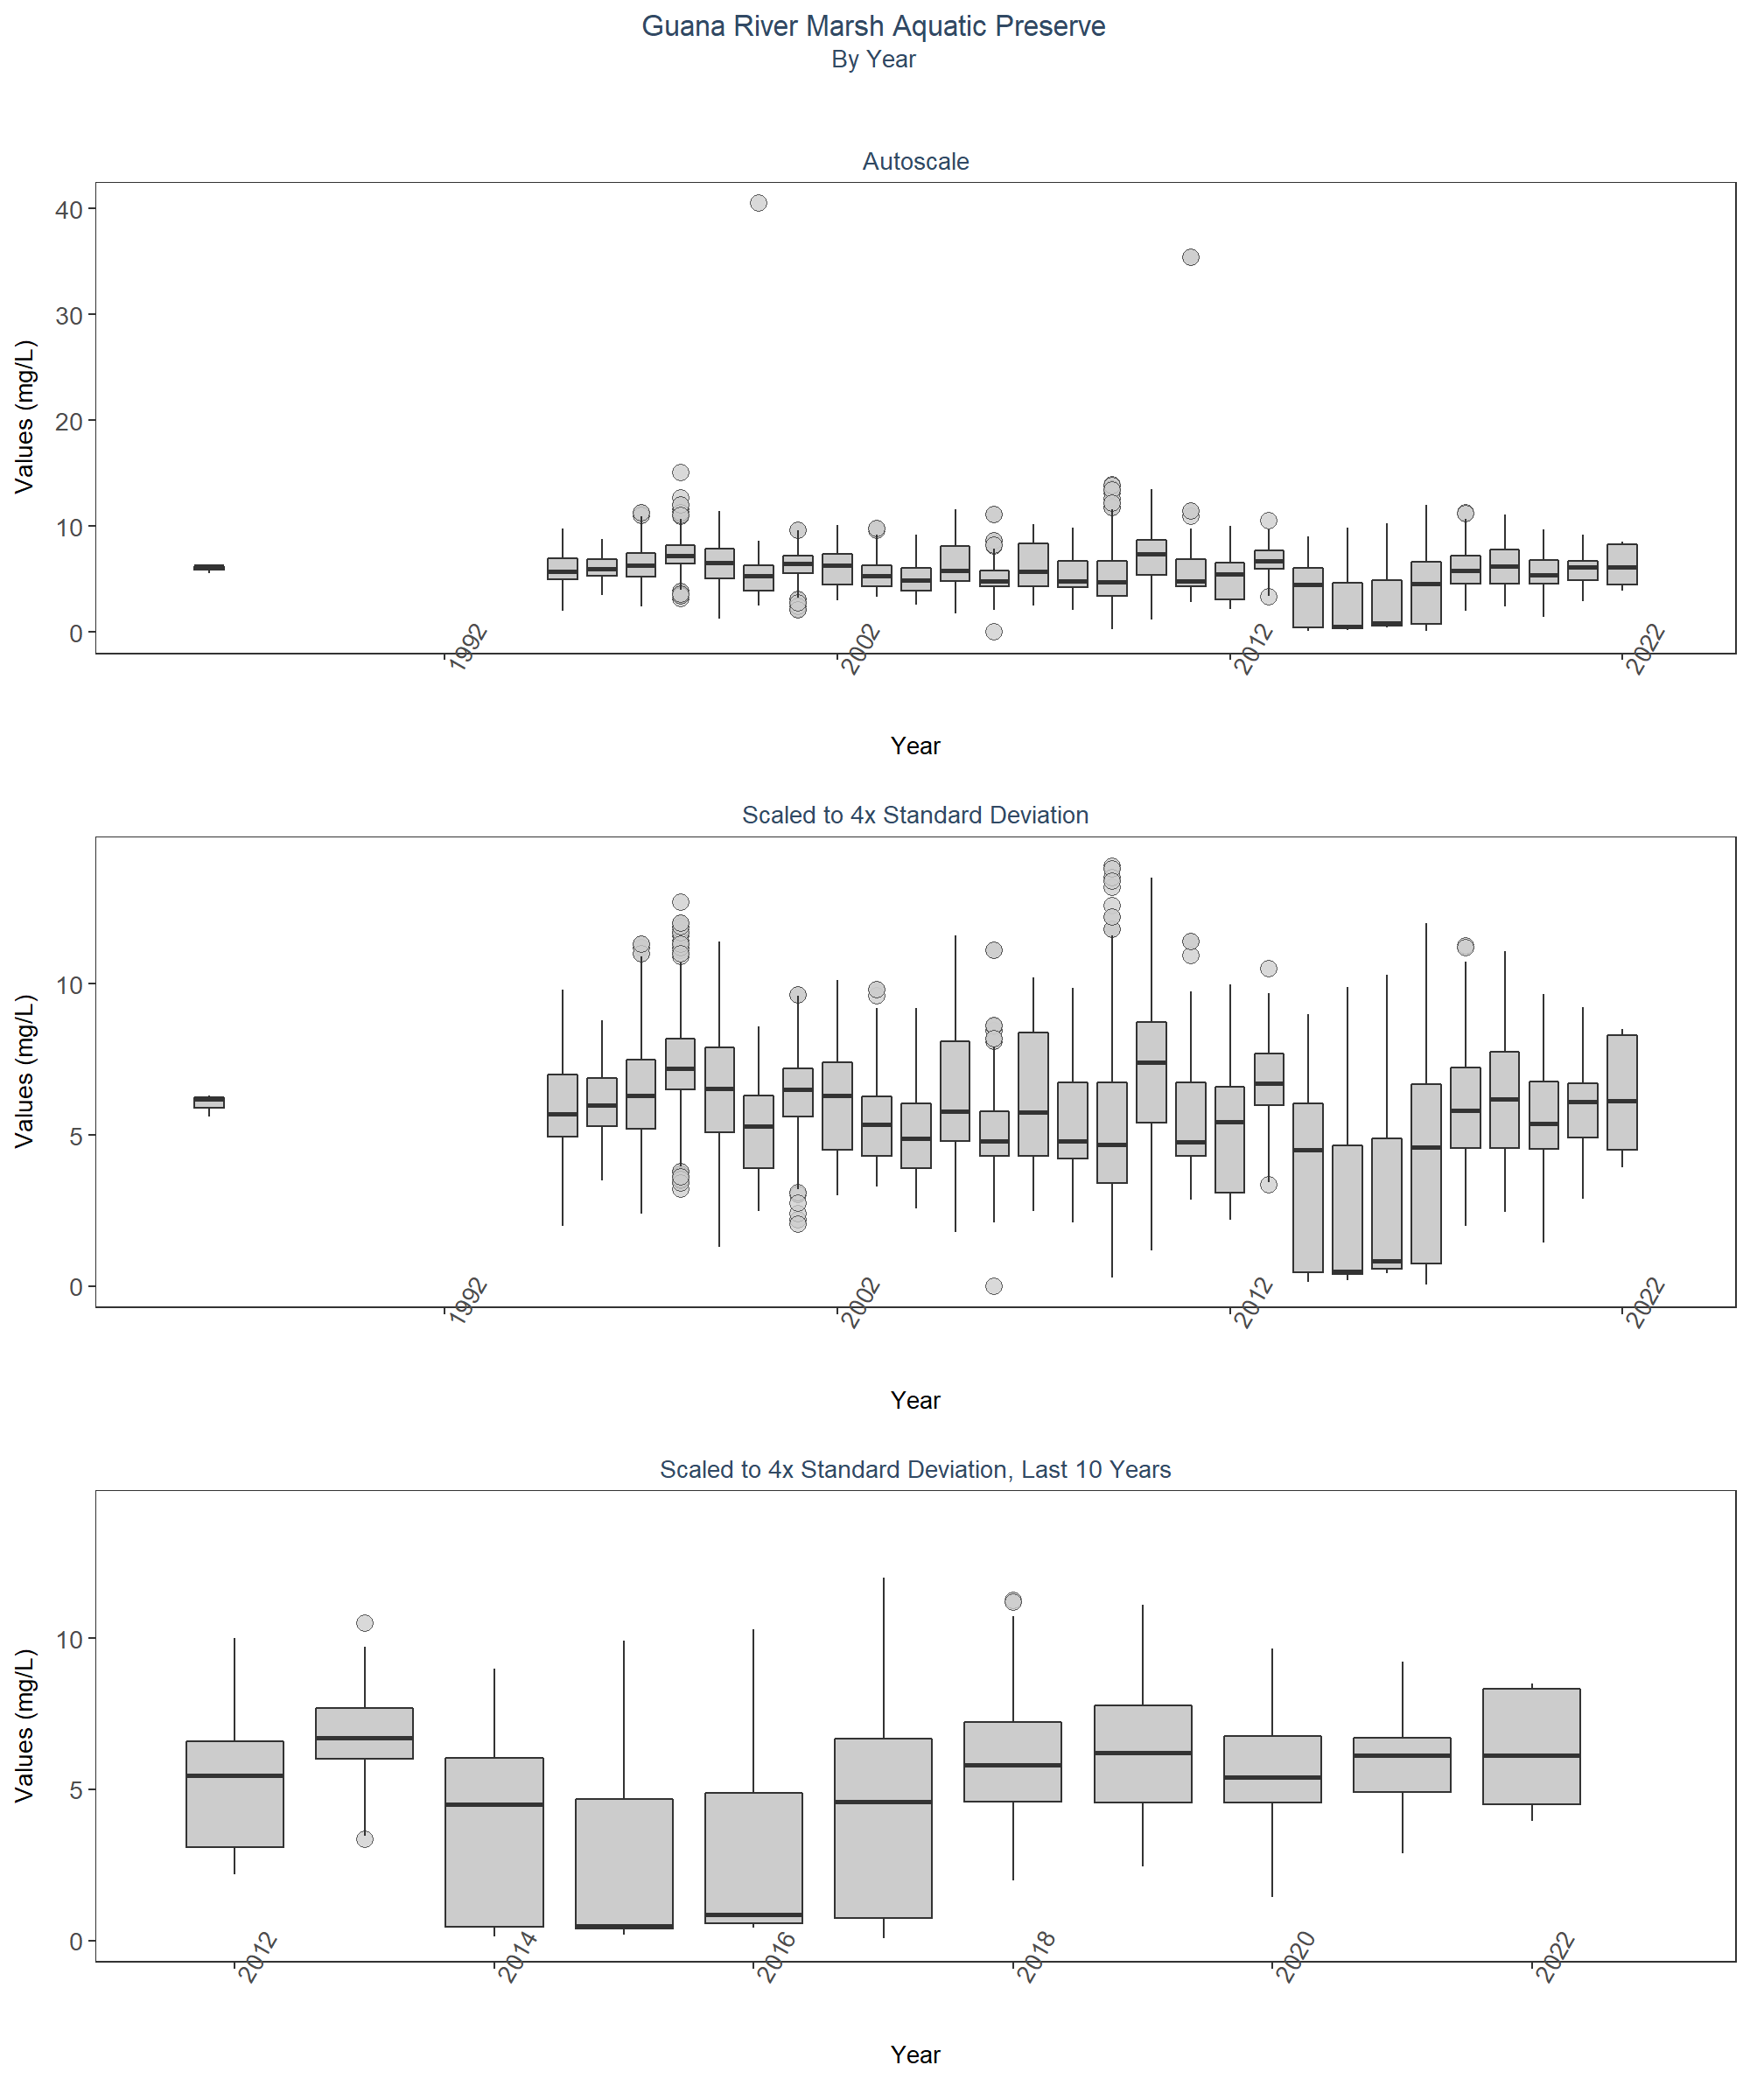 Guana River Marsh Aquatic Preserve
By Year
Autoscale
Values (mg/L)
40
30
20
10
0
1992
2002
2012
2022
Year
Scaled to 4x Standard Deviation
Values (mg/L)
10
5
0
1992
2002
2012
2022
Year
Scaled to 4x Standard Deviation, Last 10 Years
Values (mg/L)
10
5
0
2012
2014
2016
2018
2020
2022
Year